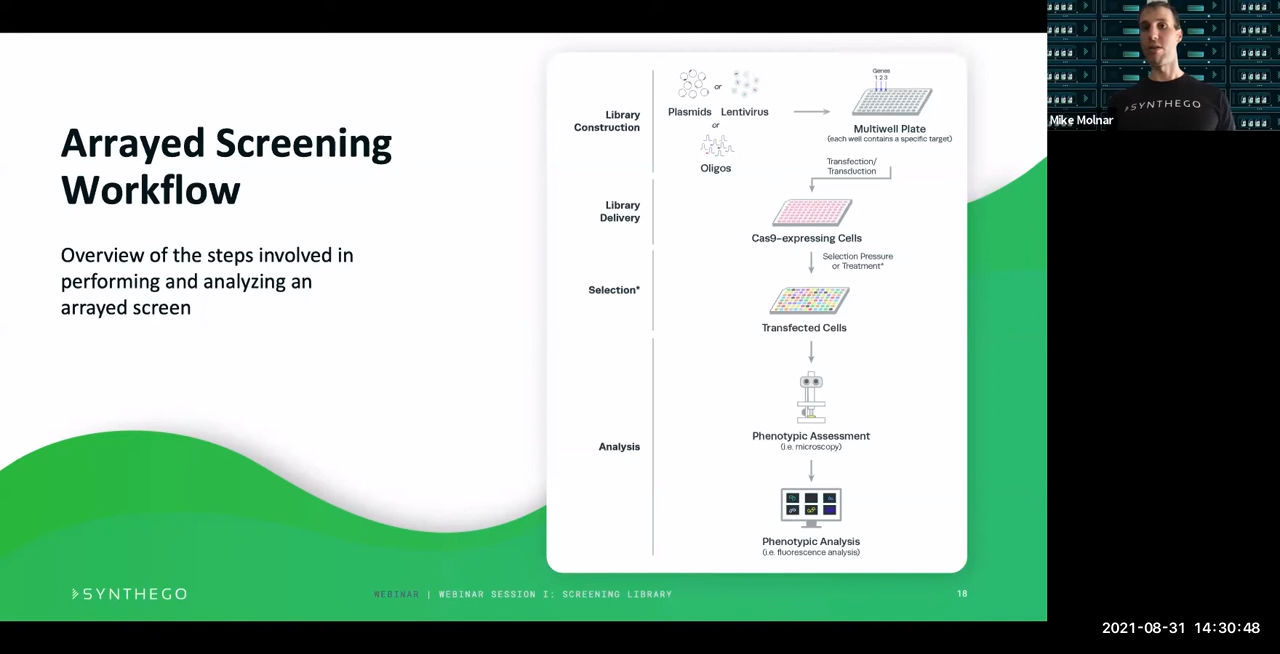 Arrayed Screening
Workflow
Overview of the steps involved in
performing and analyzing an
arrayed screen
Library
Construction
Plasmids
or
Lentivirus
or
Oligos
Genes
1 2 3
Multiwell Plate
(each well contains a specific target)
Transfection/
Transduction
Library
Delivery
Cas9-expressing Cells
Selection Pressure
or Treatment*
Selection*
Transfected Cells
Analysis
Phenotypic Assessment
(i.e. microscopy)
Phenotypic Analysis
(i.e. fluorescence analysis)
SYNTHEGO
WEBINAR | WEBINAR SESSION I: SCREENING LIBRARY
18
SYNTHEGO
Mike Molnar
2021-08-31 14:30:48